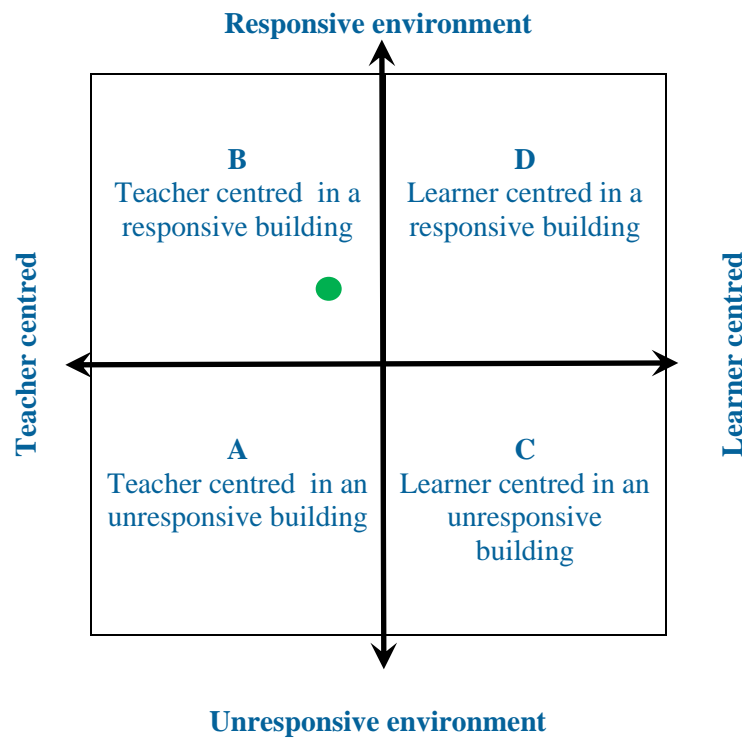 Responsive environment
B
Teacher centred  in a
responsive building
D
Learner centred in a
responsive building
Teacher centred
Learner centred
A
Teacher centred  in an
unresponsive building
C
Learner centred in an
unresponsive
building
Unresponsive environment